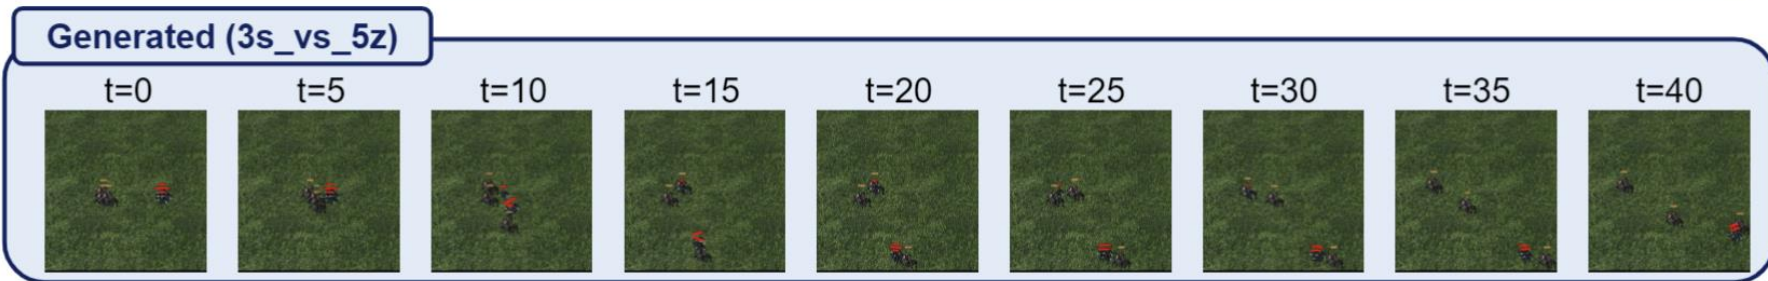 Generated (3s_vs_5z)
t=0 t=5 t=10 t=15 t=20 t=25 t=30 t=35 t=40